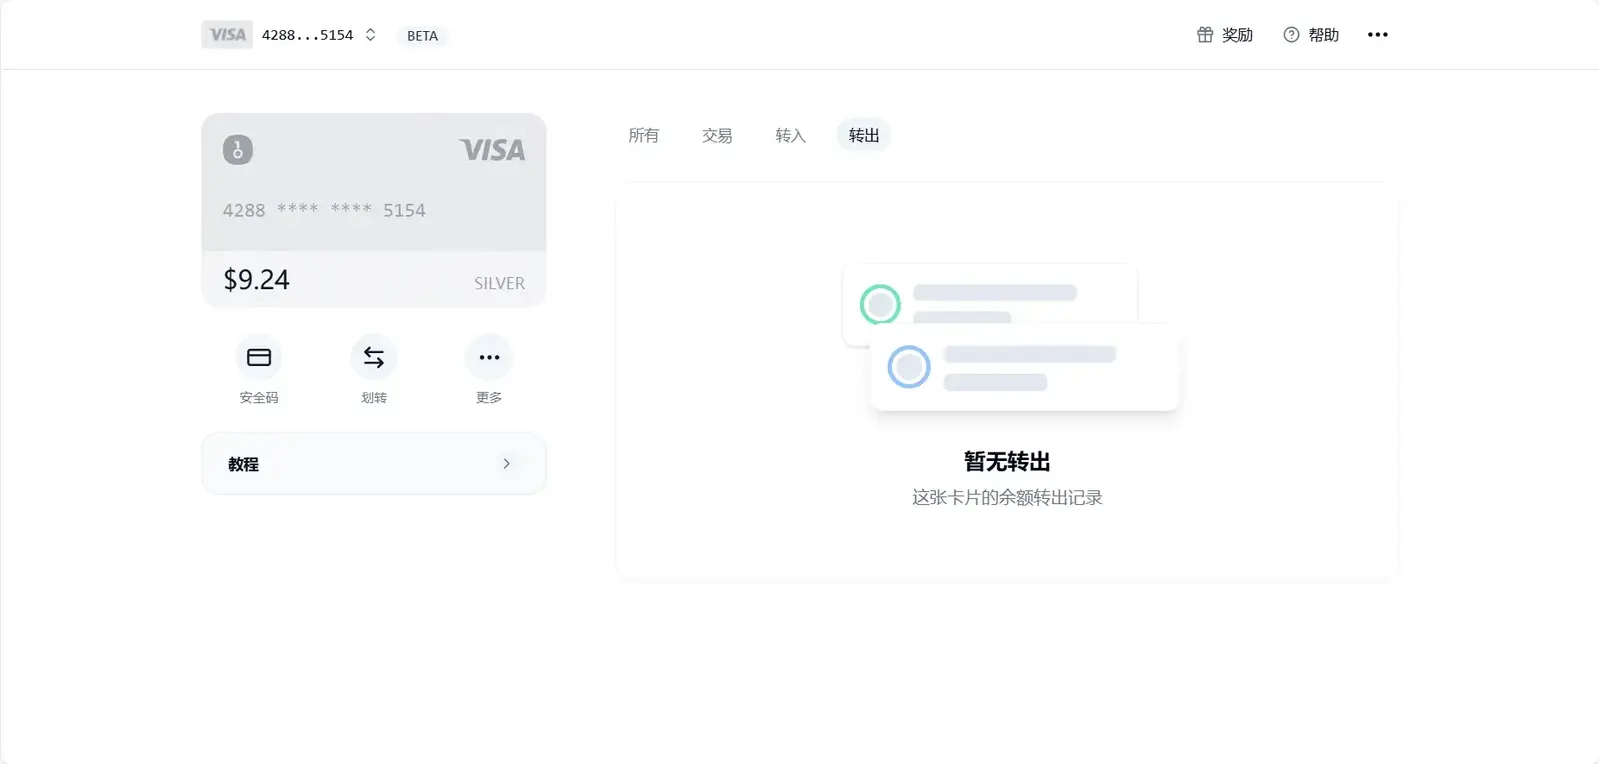 VISA 4288...5154 BETA 奖励 帮助
VISA
4288 **** **** 5154
$9.24 SILVER
安全码 划转 更多
教程
所有 交易 转入 转出
暂无转出
这张卡片的余额转出记录